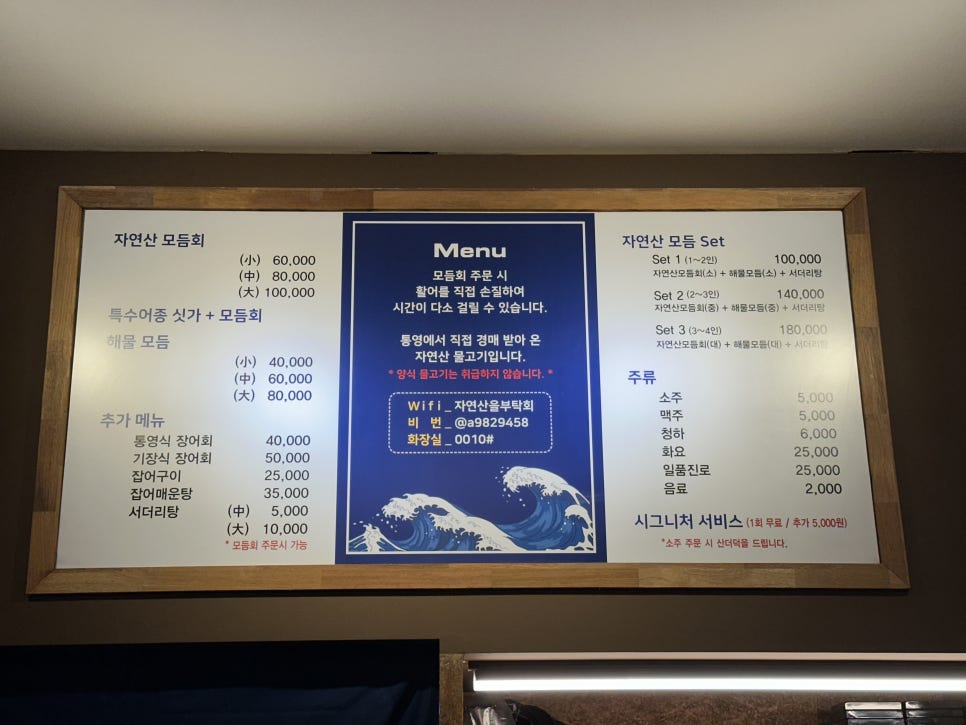 자연산 모듬회
(小) 60,000
(中) 80,000
(大) 100,000
특수어종 싯가 + 모듬회
해물 모듬
(小) 40,000
(中) 60,000
(大) 80,000
추가 메뉴
통영식 장어회 40,000
기장식 장어회 50,000
잡어구이 25,000
잡어매운탕 35,000
서더리탕 (中) 5,000
(大) 10,000
* 모듬회 주문시 가능
Menu
모듬회 주문 시
활어를 직접 손질하여
시간이 다소 걸릴 수 있습니다.
통영에서 직접 경매 받아 온
자연산 물고기입니다.
* 양식 물고기는 취급하지 않습니다. *
Wifi_ 자연산을부탁회
비 번_ @a9829458
화장실_ 0010#
자연산 모듬 Set
Set 1 (1~2인) 100,000
자연산모듬회(소) + 해물모듬(소) + 서더리탕
Set 2 (2~3인) 140,000
자연산모듬회(중) + 해물모듬(중) + 서더리탕
Set 3 (3~4인) 180,000
자연산모듬회(대) + 해물모듬(대) + 서더리탕
주류
소주 5,000
맥주 5,000
청하 6,000
화요 25,000
일품진로 25,000
음료 2,000
시그니처 서비스 (1회 무료 / 추가 5,000원)
*소주 주문 시 산더덕을 드립니다.